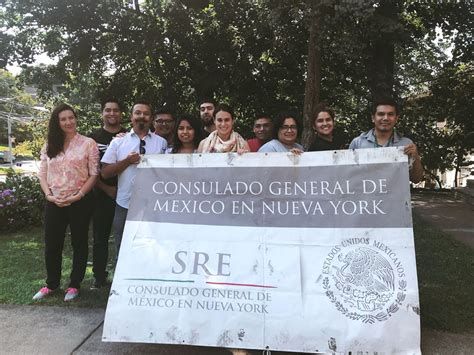 CONSULADO GENERAL DE
MEXICO EN NUEVA YORK
SRE
CONSULADO GENERAL DE
MÉXICO EN NUEVA YORK
ESTADOS UNIDOS MEXICANOS